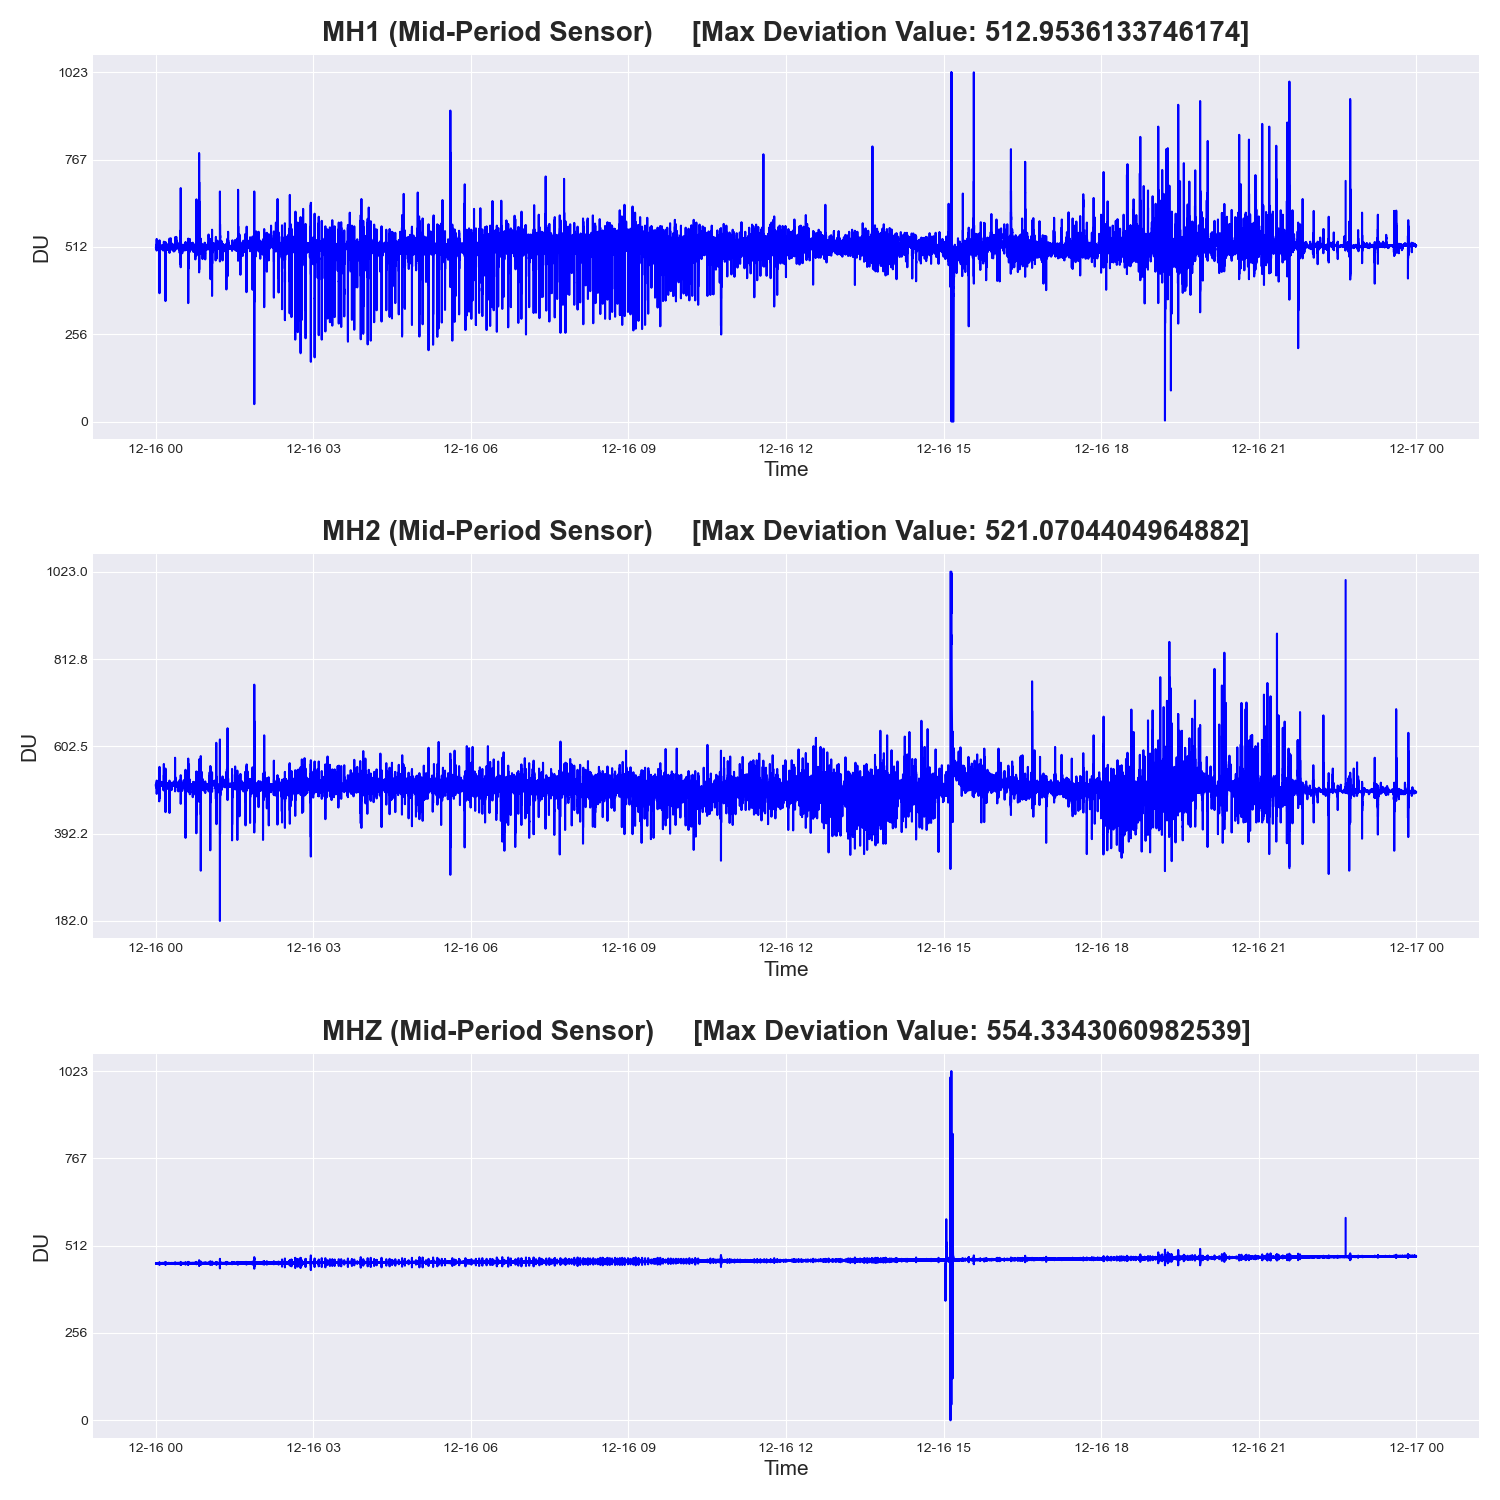 MH1 (Mid-Period Sensor) [Max Deviation Value: 512.9536133746174]
1023
767
512
256
0
DU
12-16 00 12-16 03 12-16 06 12-16 09 12-16 12 12-16 15 12-16 18 12-16 21 12-17 00
Time
MH2 (Mid-Period Sensor) [Max Deviation Value: 521.0704404964882]
1023.0
812.8
602.5
392.2
182.0
DU
12-16 00 12-16 03 12-16 06 12-16 09 12-16 12 12-16 15 12-16 18 12-16 21 12-17 00
Time
MHZ (Mid-Period Sensor) [Max Deviation Value: 554.3343060982539]
1023
767
512
256
0
DU
12-16 00 12-16 03 12-16 06 12-16 09 12-16 12 12-16 15 12-16 18 12-16 21 12-17 00
Time